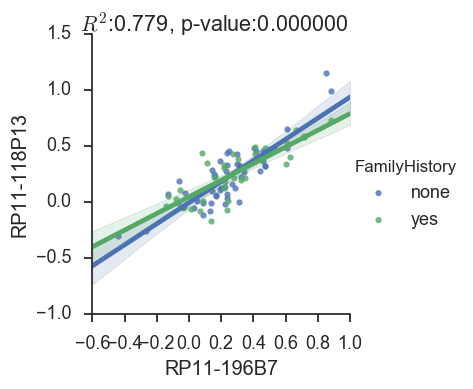 R²:0.779, p-value:0.000000
1.5
1.0
0.5
0.0
−0.5
−1.0
RP11-118P13
−0.6−0.4−0.2 0.0 0.2 0.4 0.6 0.8 1.0
RP11-196B7
FamilyHistory
none
yes